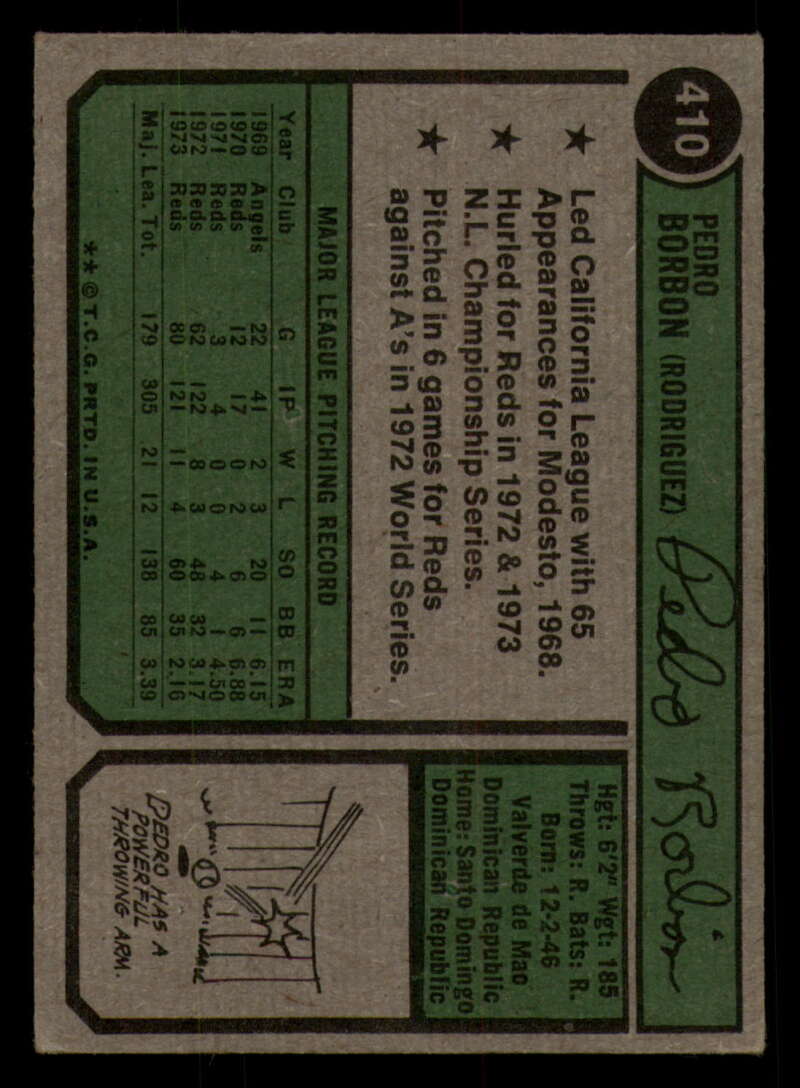 410
PEDRO
BORBON (RODRIGUEZ)
Pedro Borbón
★ Led California League with 65
Appearances for Modesto, 1968.
★ Hurled for Reds in 1972 & 1973
N.L. Championship Series.
★ Pitched in 6 games for Reds
against A's in 1972 World Series.
MAJOR LEAGUE PITCHING RECORD
Year Club G IP W L SO BB ERA
1969 Angels 22 41 2 3 20 11 6.15
1970 Reds 12 17 0 2 6 6 6.88
1971 Reds 3 4 0 0 4 1 4.50
1972 Reds 62 122 8 3 48 32 3.17
1973 Reds 80 121 11 4 60 35 2.16
Maj. Lea. Tot. 179 305 21 12 138 85 3.39
**© T.C.G. PRTD. IN U.S.A.
Hgt: 6'2" Wgt: 185
Throws: R. Bats: R.
Born: 12-2-46
Valverde de Mao
Dominican Republic
Home: Santo Domingo
Dominican Republic
PEDRO HAS A
POWERFUL
THROWING ARM.